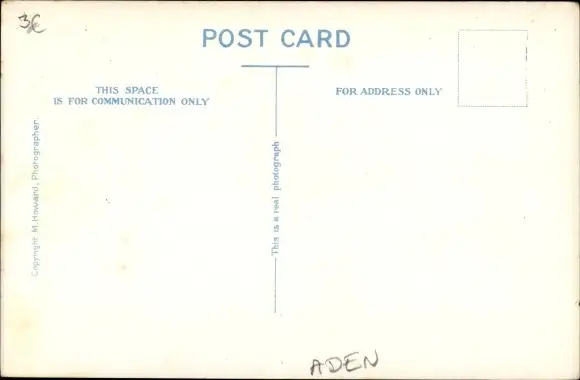 3€
POST CARD
THIS SPACE
IS FOR COMMUNICATION ONLY
FOR ADDRESS ONLY
Copyright M. Howard, Photographer.
This is a real photograph
ADEN